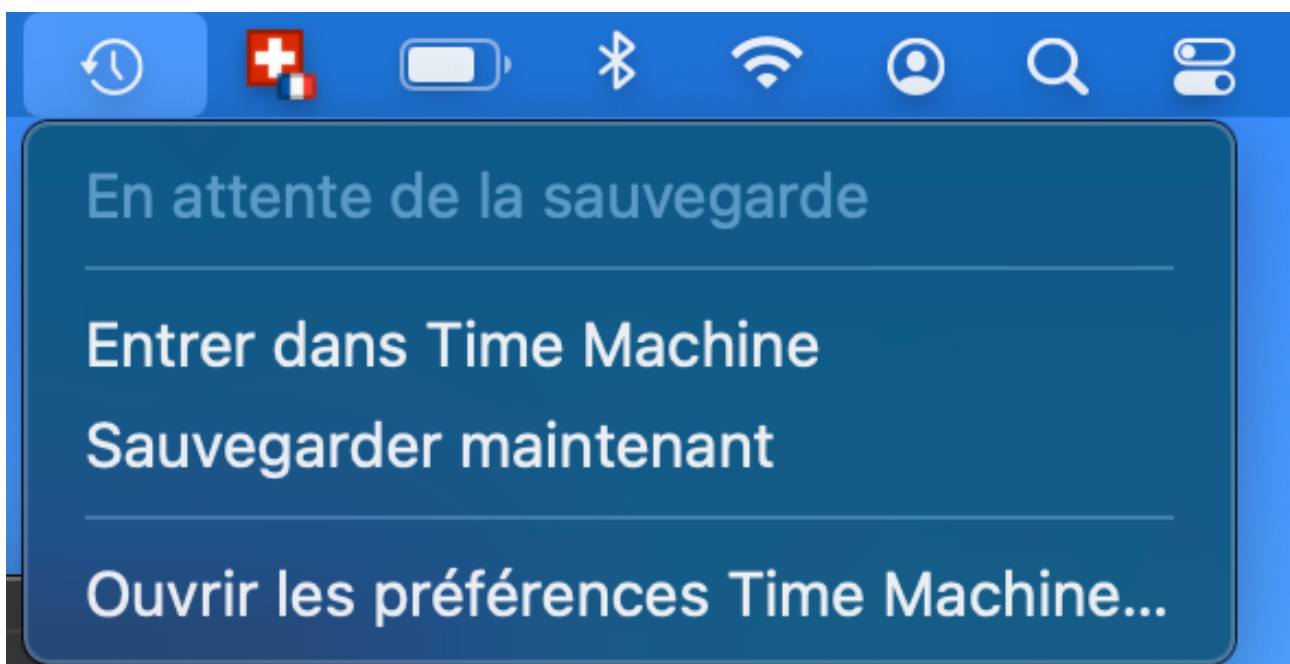 En attente de la sauvegarde
Entrer dans Time Machine
Sauvegarder maintenant
Ouvrir les préférences Time Machine...